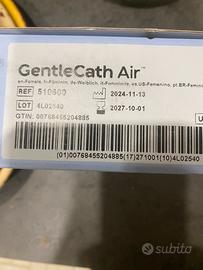 GentleCath Air™
en-Female, fr-Féminin, de-Weiblich, it-Femminile, es,US-Femenino, pt,BR-Feminino
REF 510600 2024-11-13
LOT 4L02540 2027-10-01
GTIN: 00768455204885
(01)00768455204885(17)271001(10)4L02540
subito